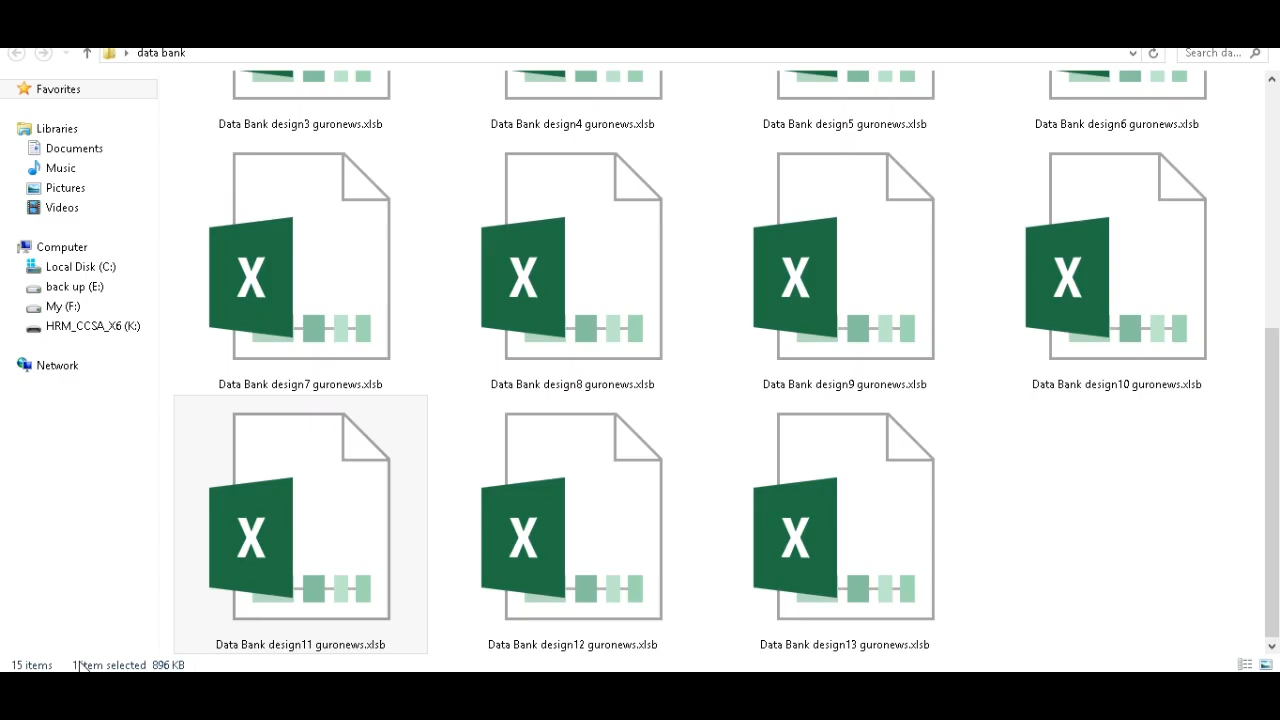 data bank
Search da...
Favorites
Libraries
Documents
Music
Pictures
Videos
Computer
Local Disk (C:)
back up (E:)
My (F:)
HRM_CCSA_X6 (K:)
Network
Data Bank design3 guronews.xlsb
Data Bank design4 guronews.xlsb
Data Bank design5 guronews.xlsb
Data Bank design6 guronews.xlsb
X
X
X
X
Data Bank design7 guronews.xlsb
Data Bank design8 guronews.xlsb
Data Bank design9 guronews.xlsb
Data Bank design10 guronews.xlsb
X
X
X
Data Bank design11 guronews.xlsb
Data Bank design12 guronews.xlsb
Data Bank design13 guronews.xlsb
15 items 1 item selected 896 KB